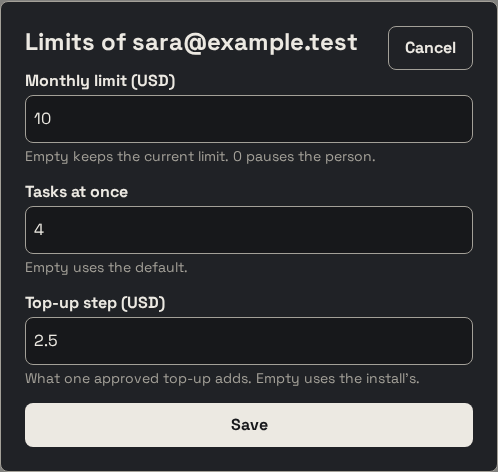 Limits of sara@example.test
Cancel
Monthly limit (USD)
10
Empty keeps the current limit. 0 pauses the person.
Tasks at once
4
Empty uses the default.
Top-up step (USD)
2.5
What one approved top-up adds. Empty uses the install's.
Save